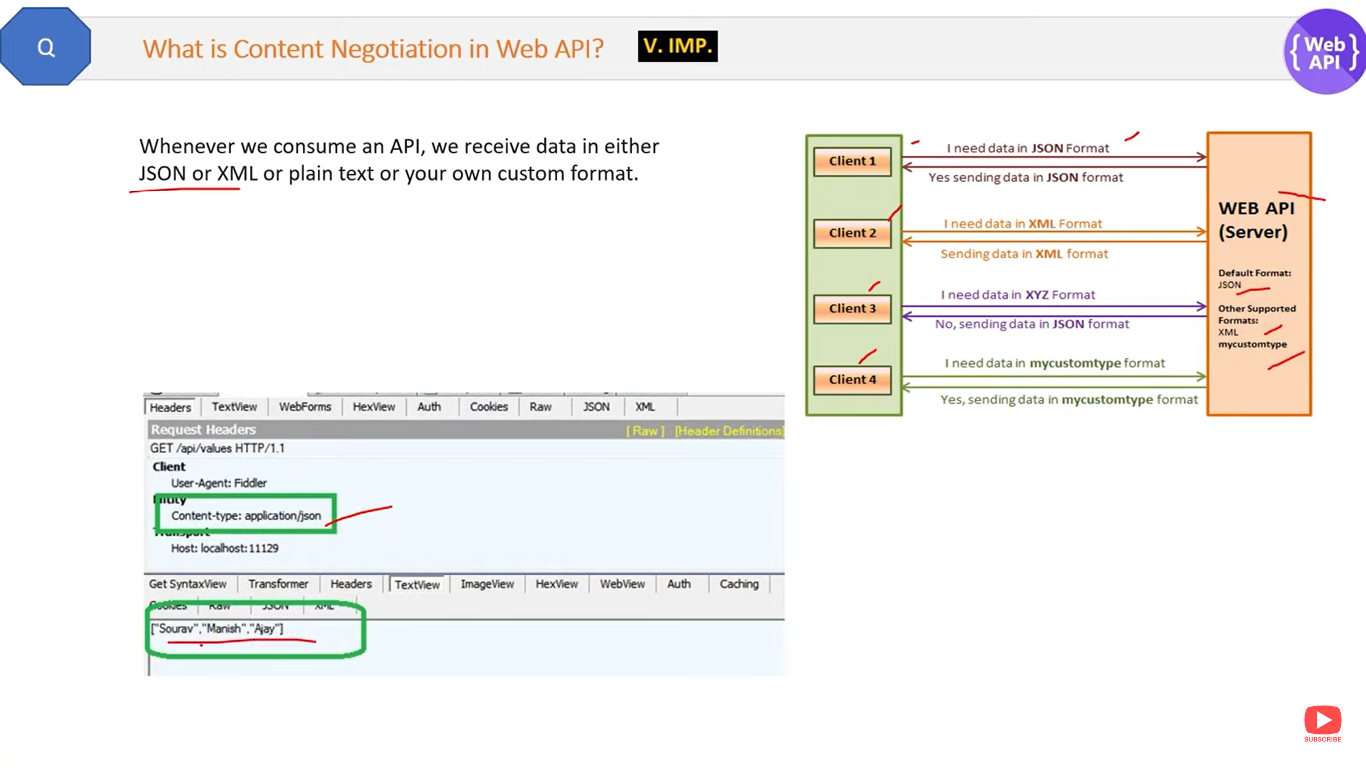 Q
What is Content Negotiation in Web API?
V. IMP.
{Web
API}
Whenever we consume an API, we receive data in either
JSON or XML or plain text or your own custom format.
Client 1
I need data in JSON Format
Yes sending data in JSON format
Client 2
I need data in XML Format
Sending data in XML format
Client 3
I need data in XYZ Format
No, sending data in JSON format
Client 4
I need data in mycustomtype format
Yes, sending data in mycustomtype format
WEB API
(Server)
Default Format:
JSON
Other Supported
Formats:
XML
mycustomtype
Headers TextView WebForms HexView Auth Cookies Raw JSON XML
Request Headers [ Raw ] [Header Definitions]
GET /api/values HTTP/1.1
Client
User-Agent: Fiddler
Entity
Content-type: application/json
Transport
Host: localhost:11129
Get SyntaxView Transformer Headers TextView ImageView HexView WebView Auth Caching
Cookies Raw JSON XML
["Sourav","Manish","Ajay"]
SUBSCRIBE